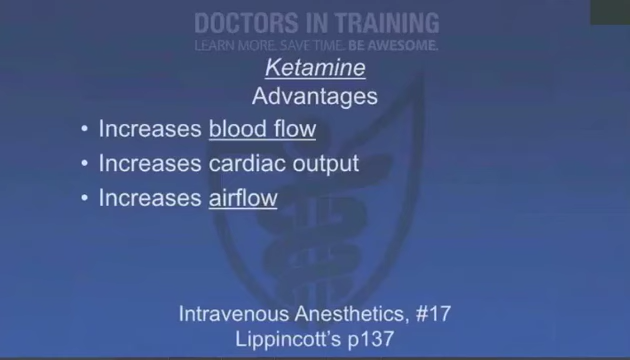 DOCTORS IN TRAINING
LEARN MORE. SAVE TIME. BE AWESOME.
Ketamine
Advantages
• Increases blood flow
• Increases cardiac output
• Increases airflow
Intravenous Anesthetics, #17
Lippincott's p137